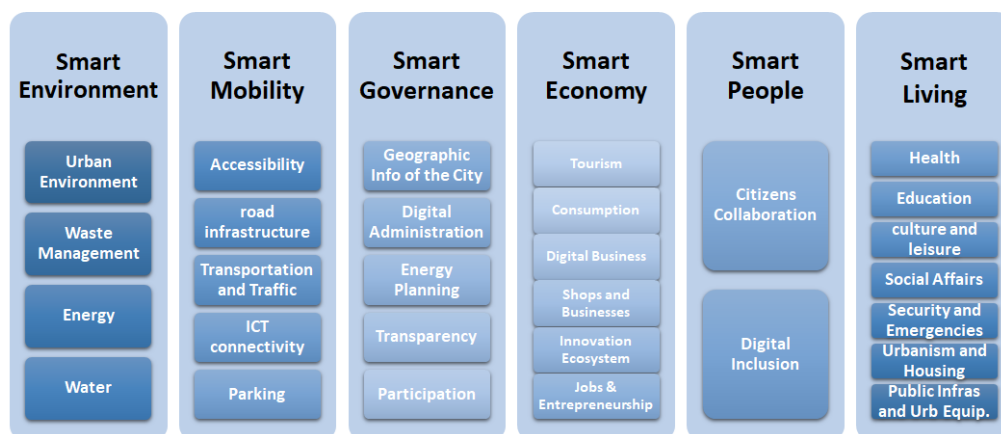 Smart
Environment
Urban
Environment
Waste
Management
Energy
Water
Smart
Mobility
Accessibility
road
infrastructure
Transportation
and Traffic
ICT
connectivity
Parking
Smart
Governance
Geographic
Info of the City
Digital
Administration
Energy
Planning
Transparency
Participation
Smart
Economy
Tourism
Consumption
Digital Business
Shops and
Businesses
Innovation
Ecosystem
Jobs &
Entrepreneurship
Smart
People
Citizens
Collaboration
Digital
Inclusion
Smart
Living
Health
Education
culture and
leisure
Social Affairs
Security and
Emergencies
Urbanism and
Housing
Public Infras
and Urb Equip.